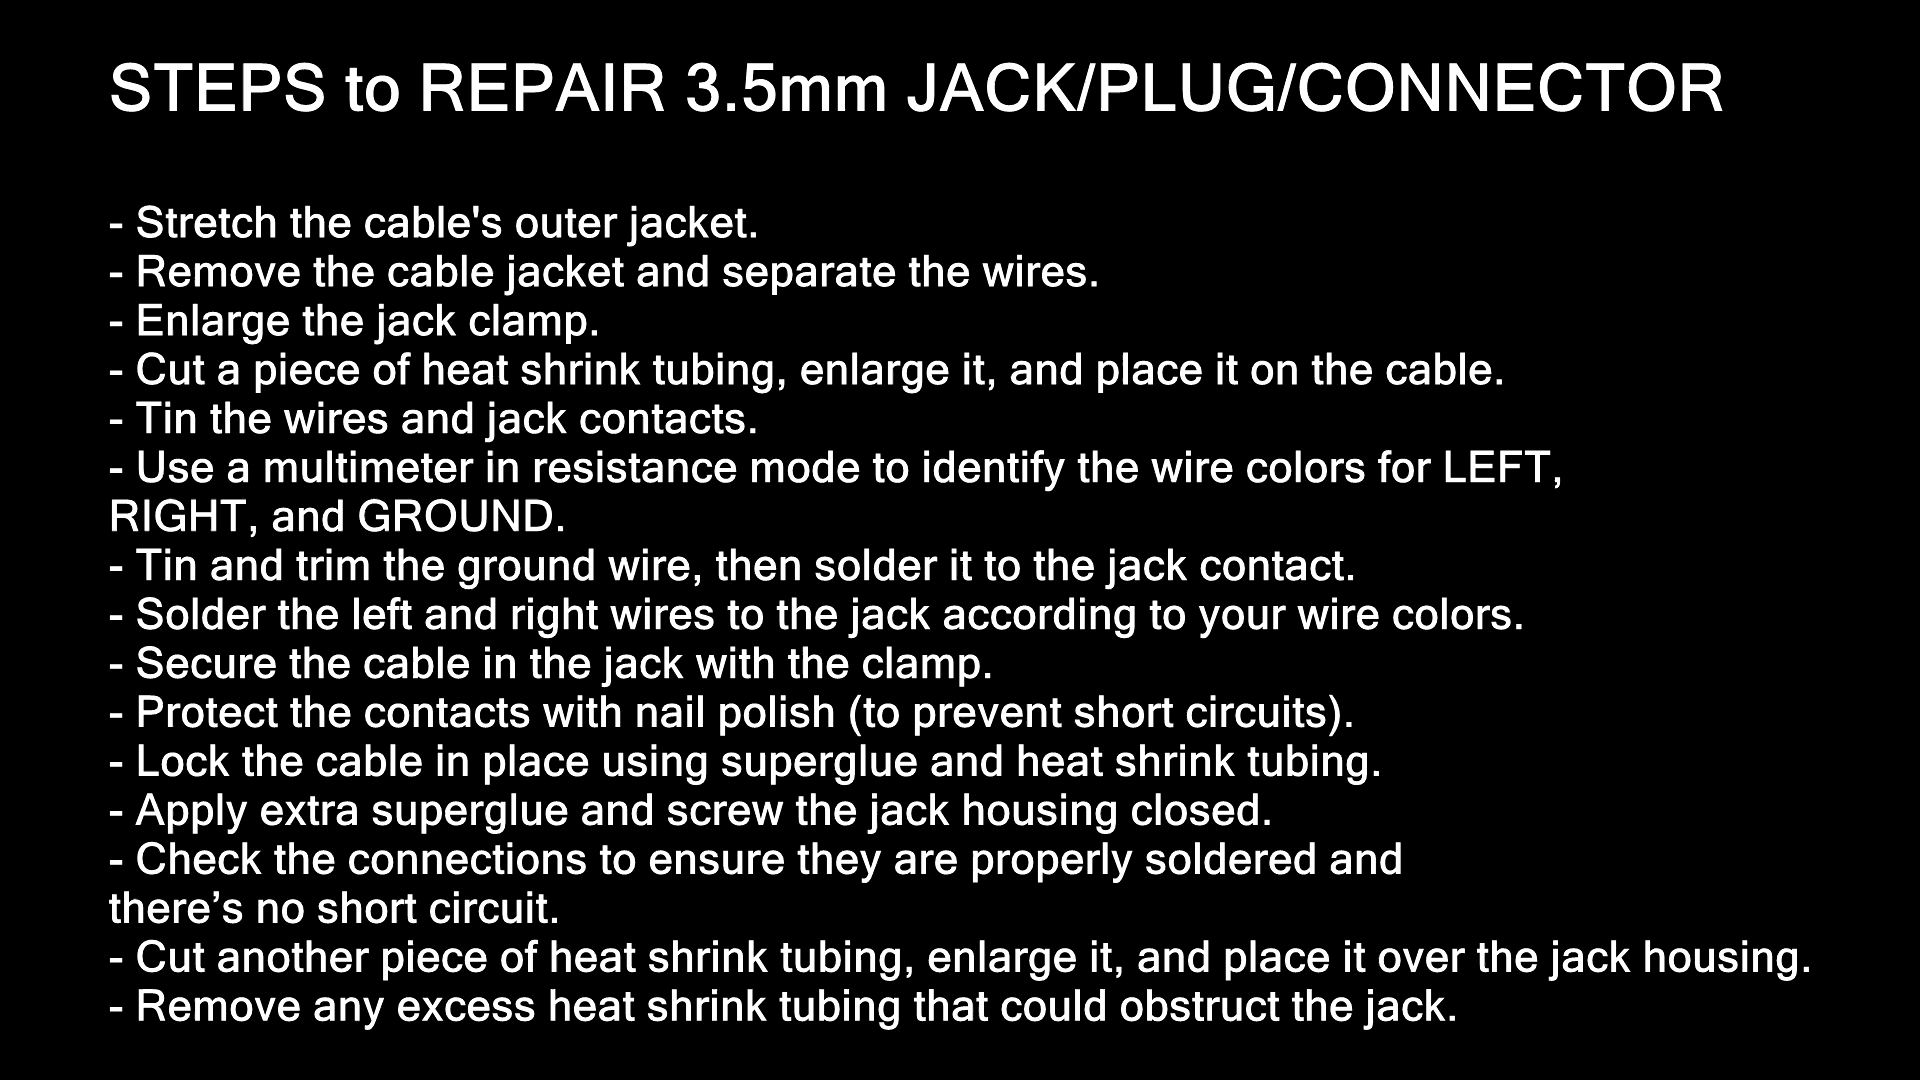 STEPS to REPAIR 3.5mm JACK/PLUG/CONNECTOR
- Stretch the cable's outer jacket.
- Remove the cable jacket and separate the wires.
- Enlarge the jack clamp.
- Cut a piece of heat shrink tubing, enlarge it, and place it on the cable.
- Tin the wires and jack contacts.
- Use a multimeter in resistance mode to identify the wire colors for LEFT,
RIGHT, and GROUND.
- Tin and trim the ground wire, then solder it to the jack contact.
- Solder the left and right wires to the jack according to your wire colors.
- Secure the cable in the jack with the clamp.
- Protect the contacts with nail polish (to prevent short circuits).
- Lock the cable in place using superglue and heat shrink tubing.
- Apply extra superglue and screw the jack housing closed.
- Check the connections to ensure they are properly soldered and
there’s no short circuit.
- Cut another piece of heat shrink tubing, enlarge it, and place it over the jack housing.
- Remove any excess heat shrink tubing that could obstruct the jack.